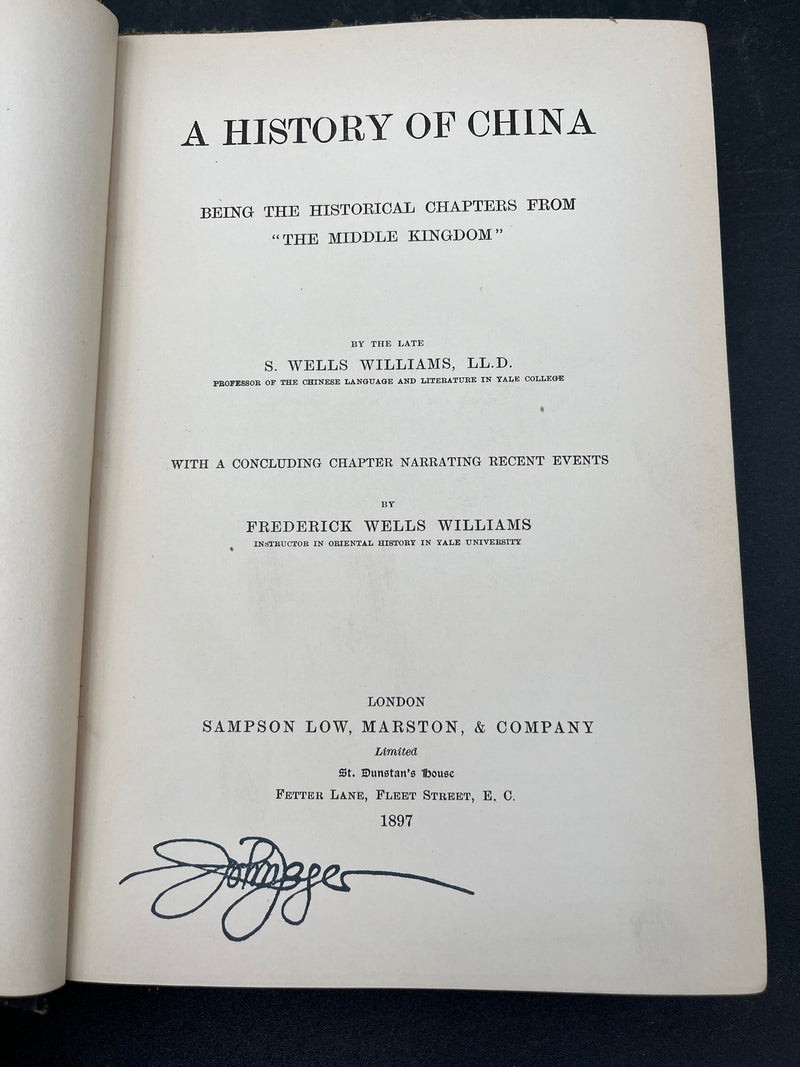 A HISTORY OF CHINA
BEING THE HISTORICAL CHAPTERS FROM
"THE MIDDLE KINGDOM"
BY THE LATE
S. WELLS WILLIAMS, LL.D.
PROFESSOR OF THE CHINESE LANGUAGE AND LITERATURE IN YALE COLLEGE
WITH A CONCLUDING CHAPTER NARRATING RECENT EVENTS
BY
FREDERICK WELLS WILLIAMS
INSTRUCTOR IN ORIENTAL HISTORY IN YALE UNIVERSITY
LONDON
SAMPSON LOW, MARSTON, & COMPANY
Limited
St. Dunstan's House
FETTER LANE, FLEET STREET, E. C.
1897
John Jager